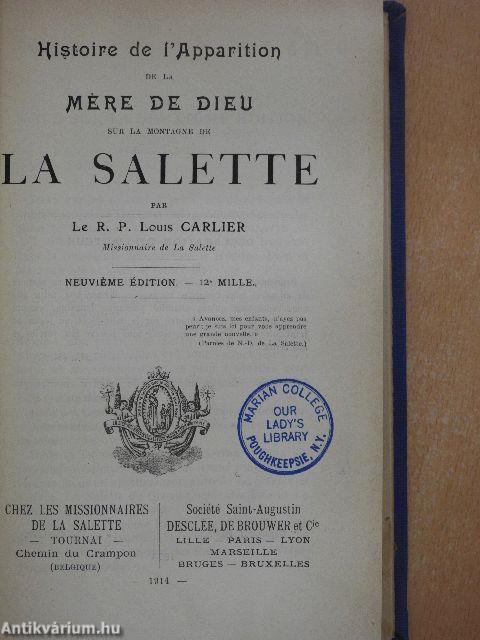 Histoire de l'Apparition
DE LA
MÈRE DE DIEU
SUR LA MONTAGNE DE
LA SALETTE
PAR
Le R. P. Louis CARLIER
Missionnaire de La Salette
NEUVIÈME ÉDITION. — 12e MILLE.
« Avancez, mes enfants, n'ayez pas
peur: je suis ici pour vous apprendre
une grande nouvelle. »
(Paroles de N.-D. de La Salette.)
MARIAN COLLEGE
OUR
LADY'S
LIBRARY
POUGHKEEPSIE, N.Y.
CHEZ LES MISSIONNAIRES
DE LA SALETTE
— TOURNAI —
Chemin du Crampon
(BELGIQUE)
Société Saint-Augustin
DESCLÉE, DE BROUWER et Cie
LILLE — PARIS — LYON
MARSEILLE
BRUGES — BRUXELLES
1914 —
Antikvárium.hu